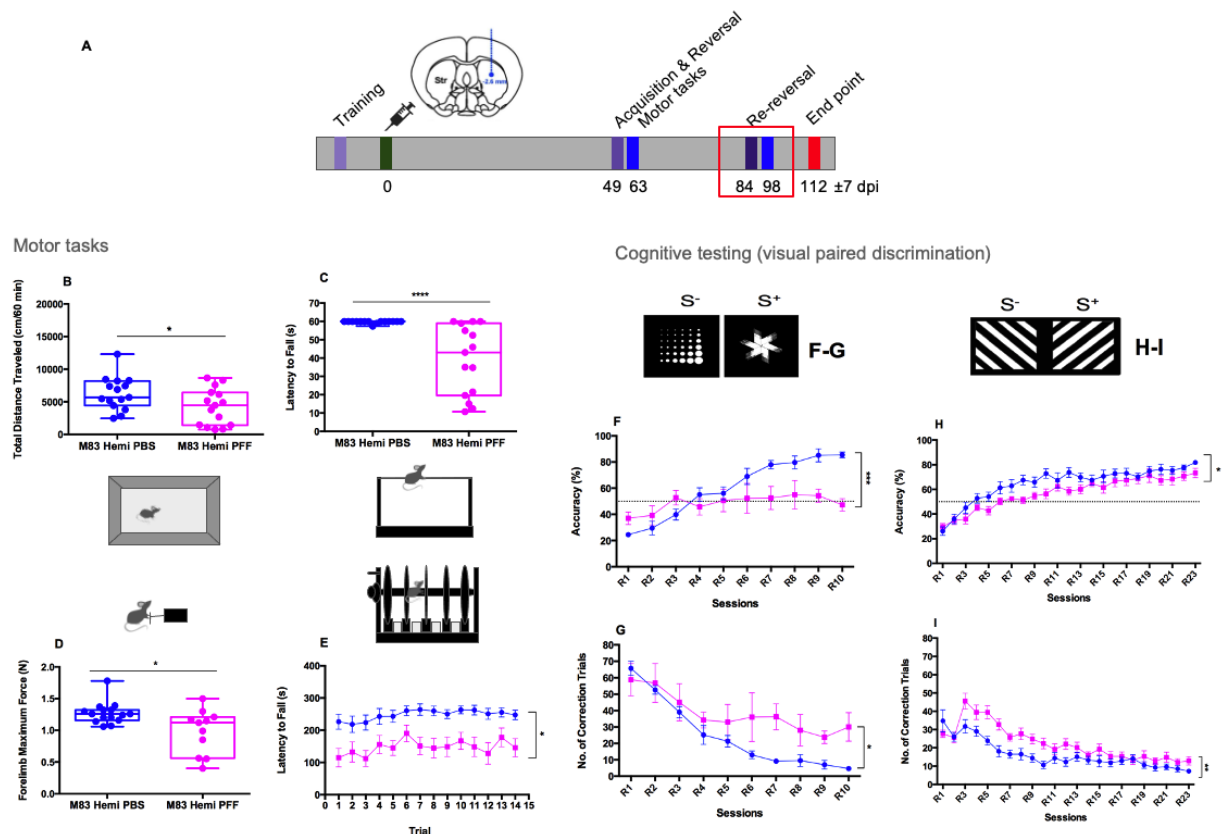 A
Training
Str
-2.6 mm
Acquisition & Reversal
Motor tasks
Re-reversal
End point
0
49 63
84 98
112 ±7 dpi
Motor tasks
Cognitive testing (visual paired discrimination)
B
Total Distance Traveled (cm/60 min)
20000
15000
10000
5000
0
*
M83 Hemi PBS
M83 Hemi PFF
C
Latency to Fall (s)
70
60
50
40
30
20
10
0
****
M83 Hemi PBS
M83 Hemi PFF
S-
S+
F-G
S-
S+
H-I
D
Forelimb Maximum Force (N)
2.0
1.5
1.0
0.5
0.0
*
M83 Hemi PBS
M83 Hemi PFF
E
Latency to Fall (s)
400
300
200
100
0
*
0 1 2 3 4 5 6 7 8 9 10 11 12 13 14 15
Trial
F
Accuracy (%)
100
80
60
40
20
0
***
R1 R2 R3 R4 R5 R6 R7 R8 R9 R10
Sessions
H
Accuracy (%)
100
80
60
40
20
0
*
R1 R3 R5 R7 R9 R11 R13 R15 R17 R19 R21 R23
Sessions
G
No. of Correction Trials
80
70
60
50
40
30
20
10
0
*
R1 R2 R3 R4 R5 R6 R7 R8 R9 R10
Sessions
I
No. of Correction Trials
80
70
60
50
40
30
20
10
0
**
R1 R3 R5 R7 R9 R11 R13 R15 R17 R19 R21 R23
Sessions